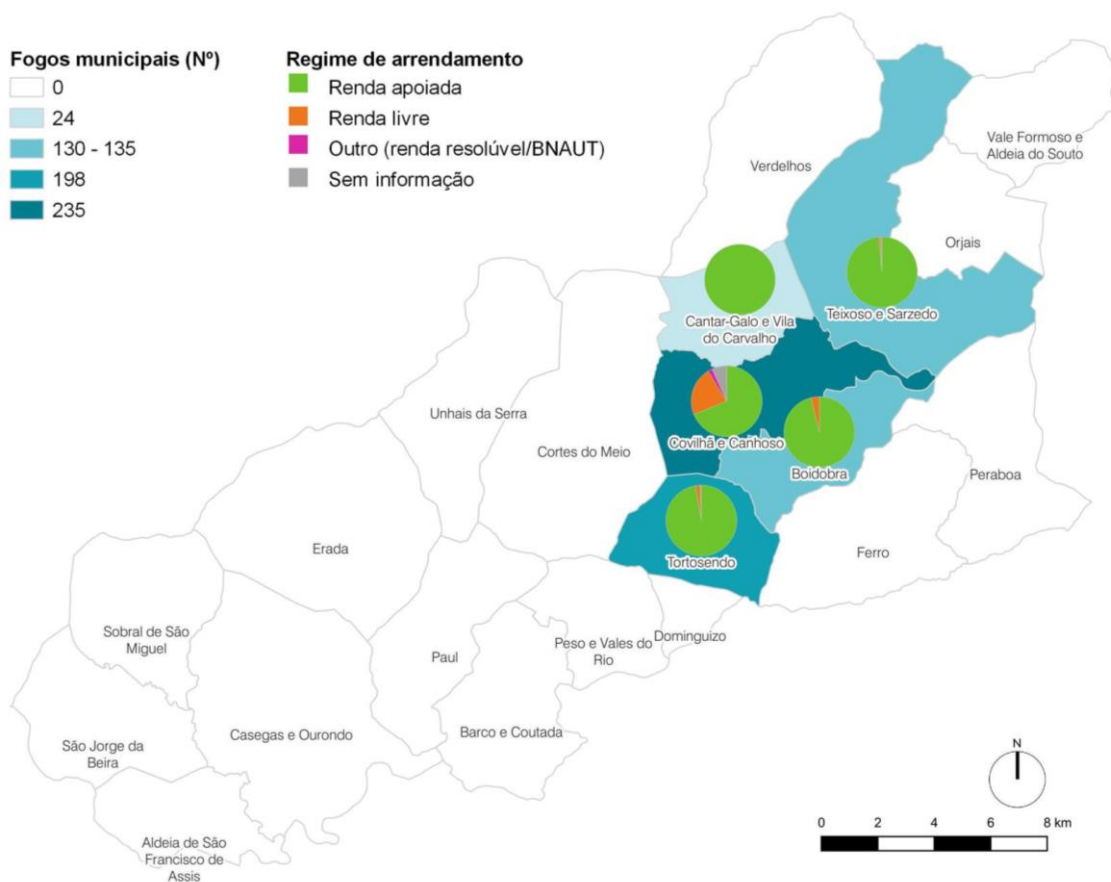 Fogos municipais (Nº)
0
24
130 - 135
198
235
Regime de arrendamento
Renda apoiada
Renda livre
Outro (renda resolúvel/BNAUT)
Sem informação
Verdelhos
Vale Formoso e
Aldeia do Souto
Orjais
Teixoso e Sarzedo
Cantar-Galo e Vila
do Carvalho
Unhais da Serra
Cortes do Meio
Covilhã e Canhoso
Boidobra
Peraboa
Erada
Tortosendo
Ferro
Sobral de São
Miguel
Paul
Peso e Vales do
Rio
Dominguizo
São Jorge da
Beira
Casegas e Ourondo
Barco e Coutada
Aldeia de São
Francisco de
Assis
N
0 2 4 6 8 km